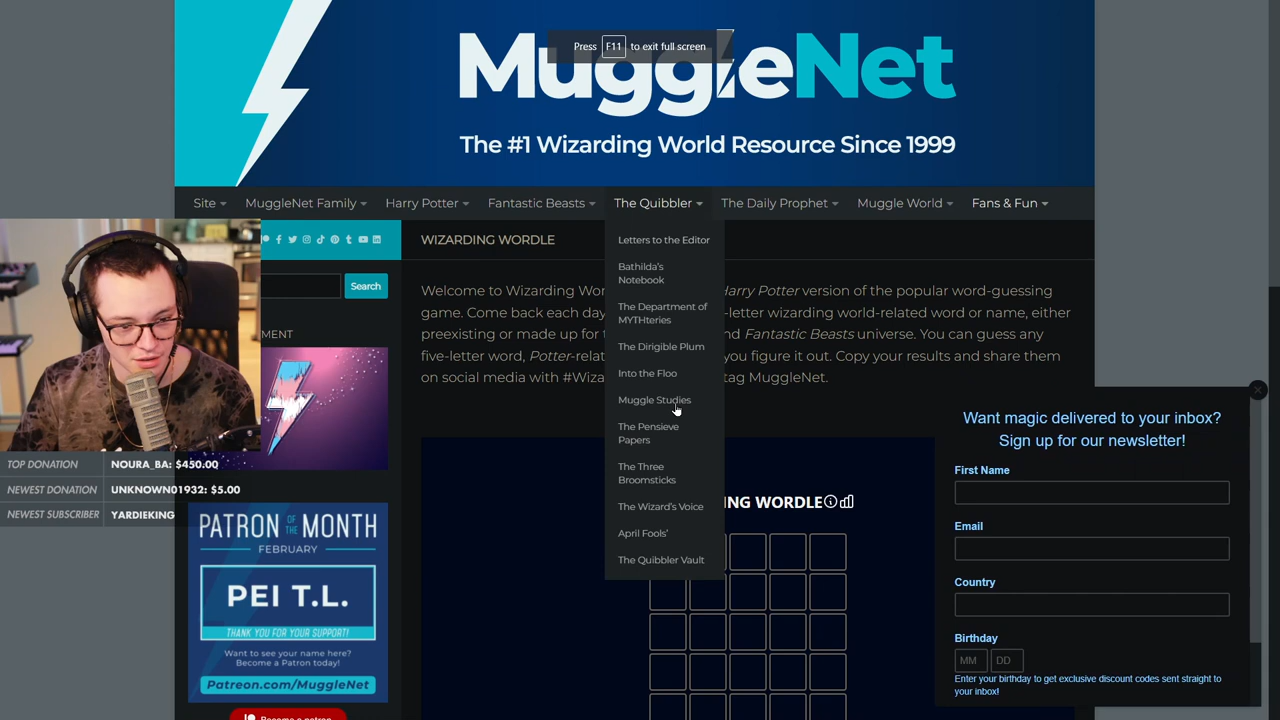 MuggleNet
Press F11 to exit full screen
The #1 Wizarding World Resource Since 1999
Site
MuggleNet Family
Harry Potter
Fantastic Beasts
The Quibbler
The Daily Prophet
Muggle World
Fans & Fun
Letters to the Editor
Bathilda's
Notebook
The Department of
MYTHteries
The Dirigible Plum
Into the Floo
Muggle Studies
The Pensieve
Papers
The Three
Broomsticks
The Wizard's Voice
April Fools'
The Quibbler Vault
Search
MENT
WIZARDING WORDLE
Welcome to Wizarding Wor
Harry Potter version of the popular word-guessing
game. Come back each day
-letter wizarding world-related word or name, either
preexisting or made up for
and Fantastic Beasts universe. You can guess any
five-letter word, Potter-rela
you figure it out. Copy your results and share them
on social media with #Wiza
tag MuggleNet.
NG WORDLE
TOP DONATION NOURA_BA: $450.00
NEWEST DONATION UNKNOWN01932: $5.00
NEWEST SUBSCRIBER YARDIEKING
PATRON OF THE MONTH
FEBRUARY
PEI T.L.
THANK YOU FOR YOUR SUPPORT!
Want to see your name here?
Become a Patron today!
Patreon.com/MuggleNet
Become a patron
Want magic delivered to your inbox?
Sign up for our newsletter!
First Name
Email
Country
Birthday
MM DD
Enter your birthday to get exclusive discount codes sent straight to
your inbox!